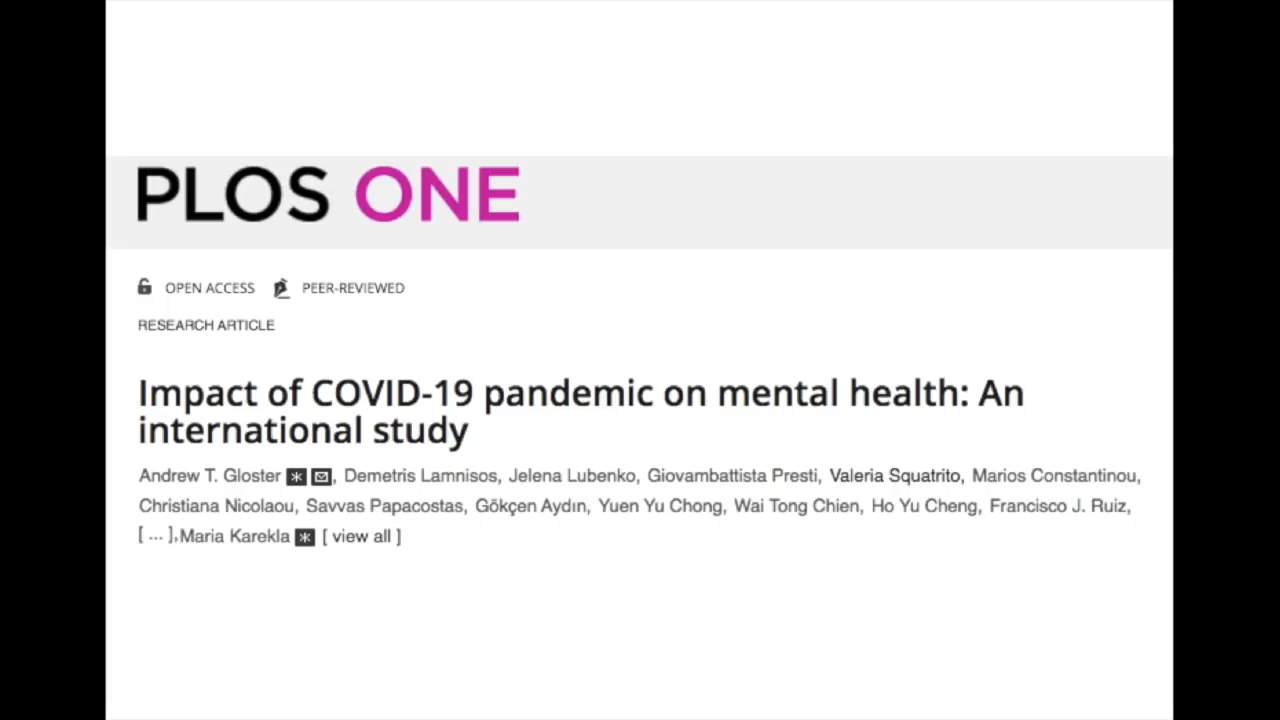 PLOS ONE
OPEN ACCESS PEER-REVIEWED
RESEARCH ARTICLE
Impact of COVID-19 pandemic on mental health: An
international study
Andrew T. Gloster, Demetris Lamnisos, Jelena Lubenko, Giovambattista Presti, Valeria Squatrito, Marios Constantinou,
Christiana Nicolaou, Savvas Papacostas, Gökçen Aydın, Yuen Yu Chong, Wai Tong Chien, Ho Yu Cheng, Francisco J. Ruiz,
[ ... ],Maria Karekla [ view all ]